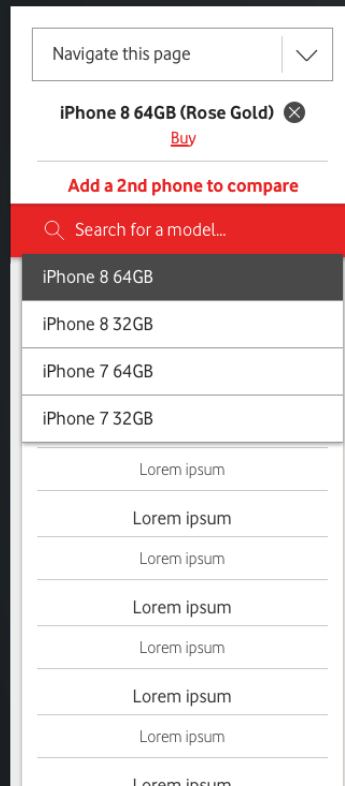 Navigate this page
iPhone 8 64GB (Rose Gold)
Buy
Add a 2nd phone to compare
Search for a model...
iPhone 8 64GB
iPhone 8 32GB
iPhone 7 64GB
iPhone 7 32GB
Lorem ipsum
Lorem ipsum
Lorem ipsum
Lorem ipsum
Lorem ipsum
Lorem ipsum
Lorem ipsum
Lorem ipsum